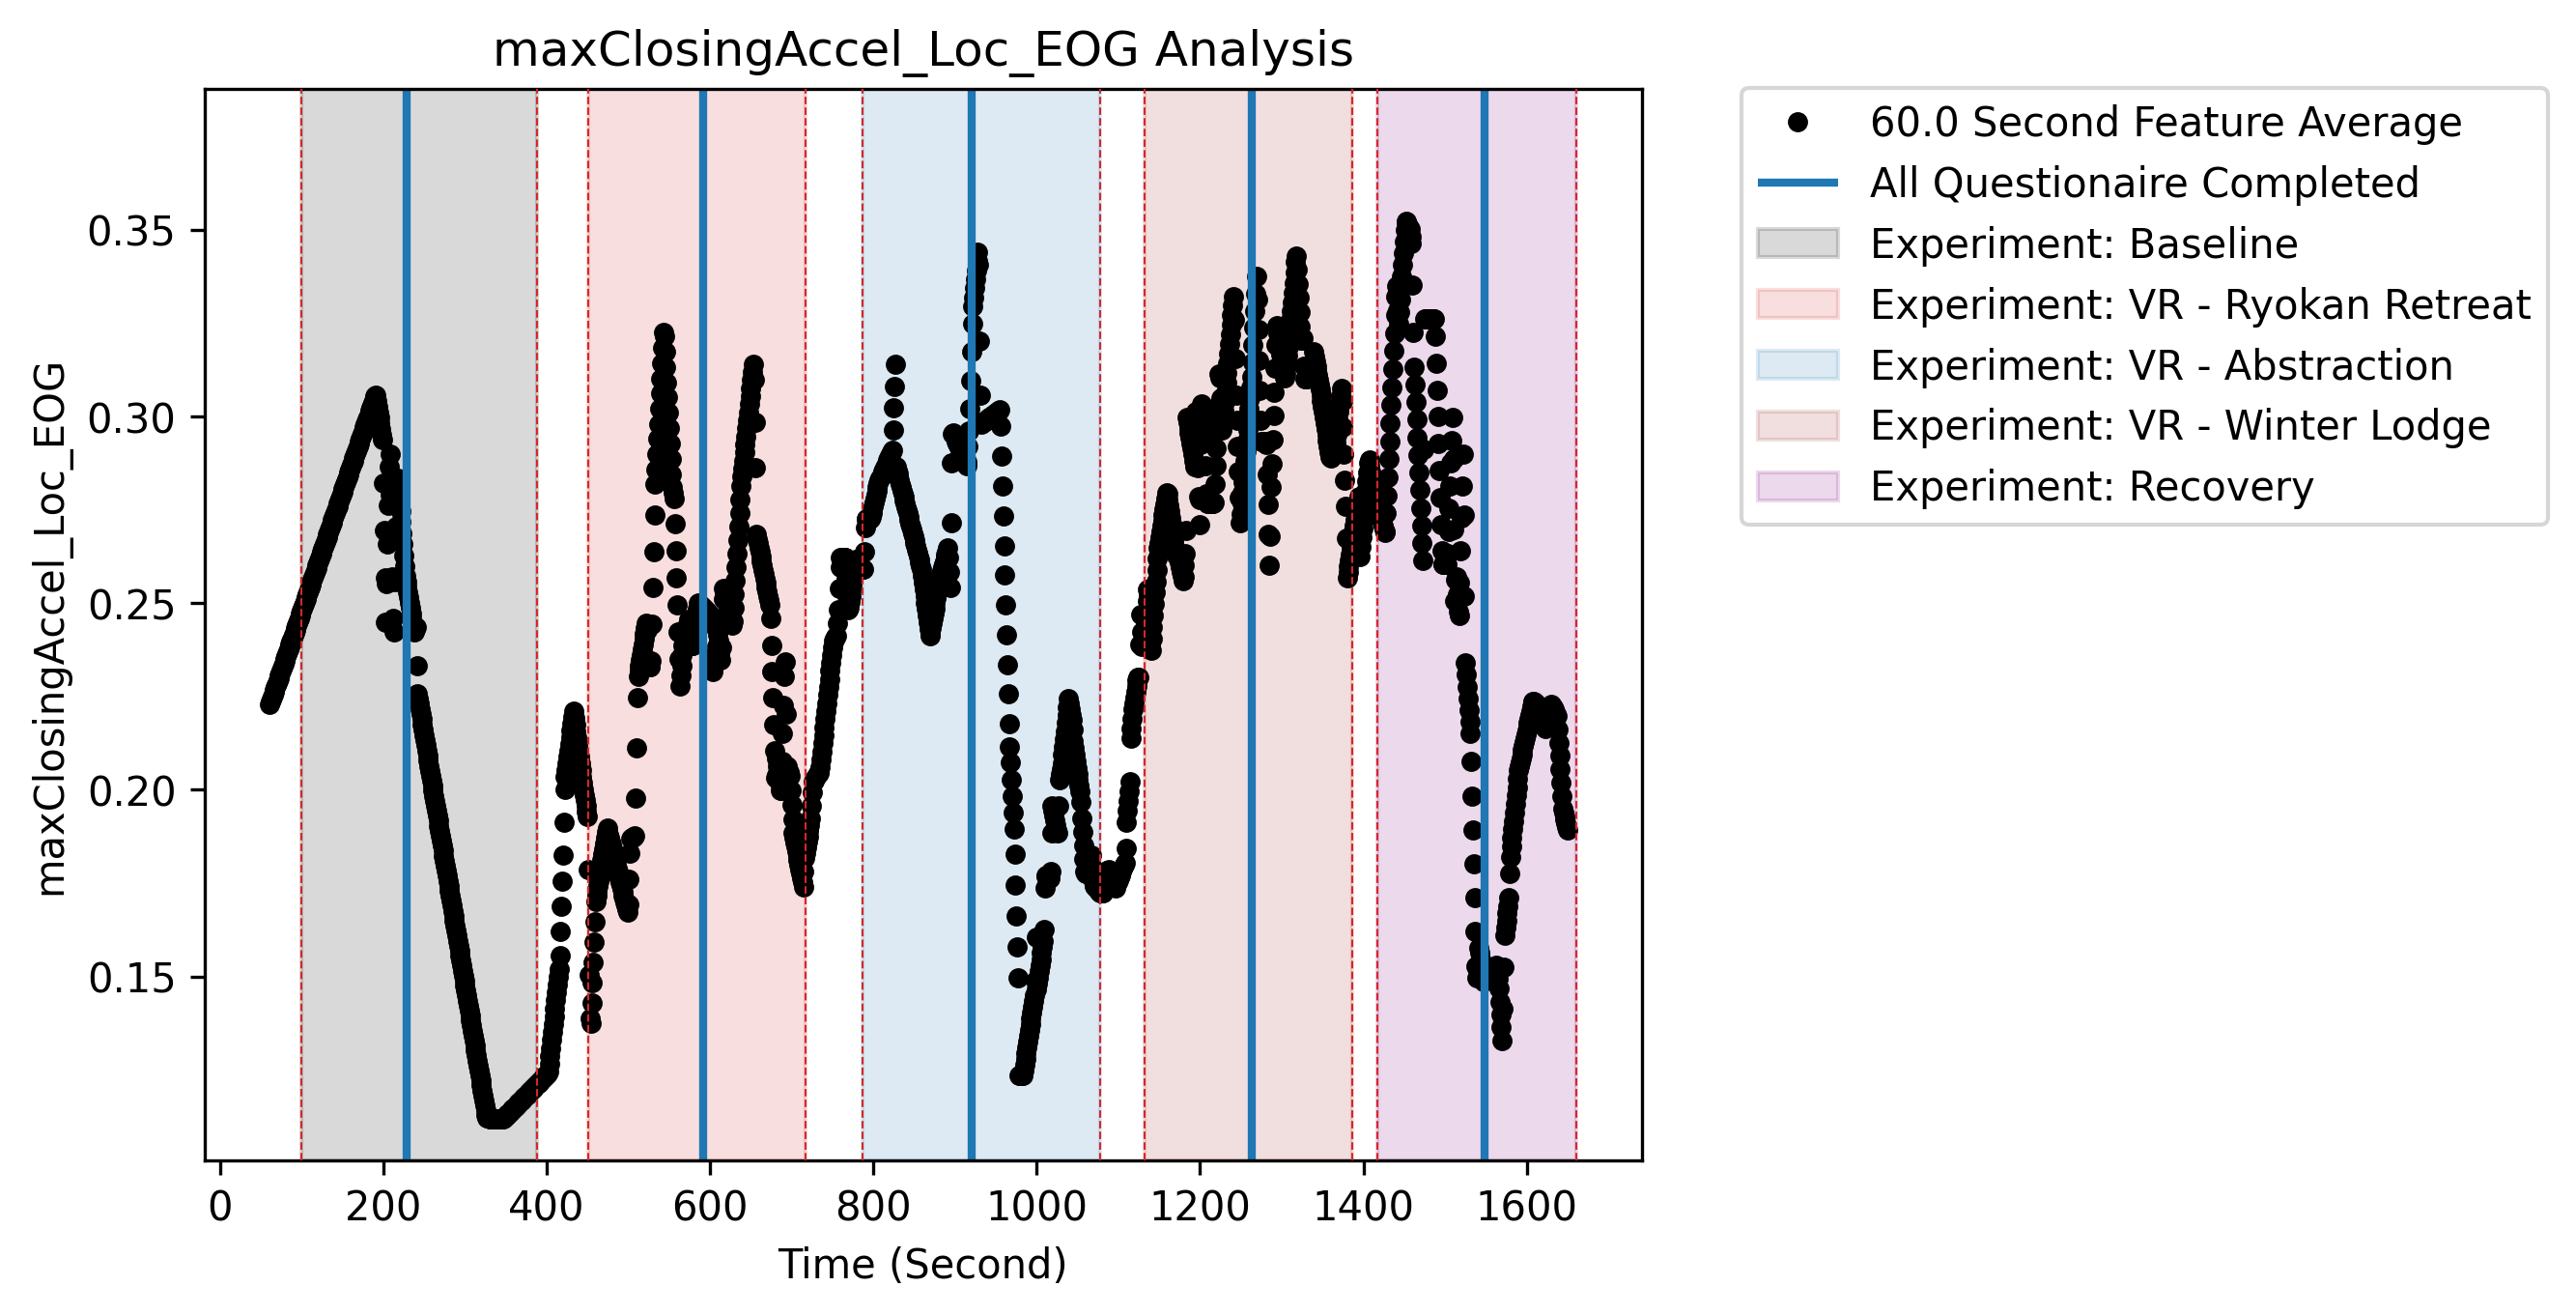 maxClosingAccel_Loc_EOG Analysis
maxClosingAccel_Loc_EOG
0.35
0.30
0.25
0.20
0.15
0 200 400 600 800 1000 1200 1400 1600
Time (Second)
60.0 Second Feature Average
All Questionaire Completed
Experiment: Baseline
Experiment: VR - Ryokan Retreat
Experiment: VR - Abstraction
Experiment: VR - Winter Lodge
Experiment: Recovery